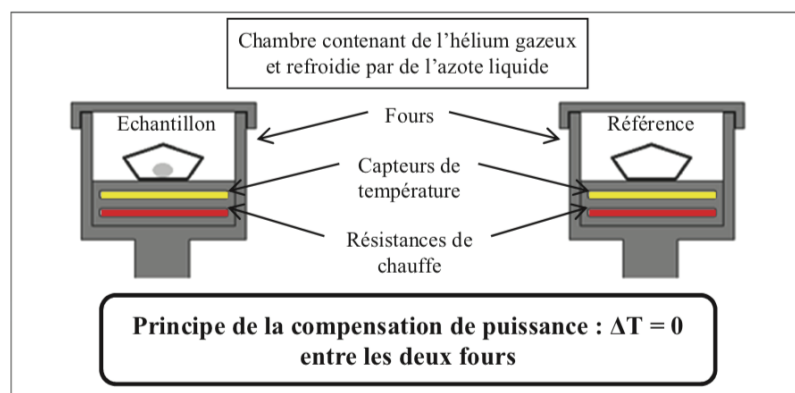 Chambre contenant de l’hélium gazeux
et refroidie par de l’azote liquide
Echantillon
Fours
Référence
Capteurs de
température
Résistances de
chauffe
Principe de la compensation de puissance : ΔT = 0
entre les deux fours